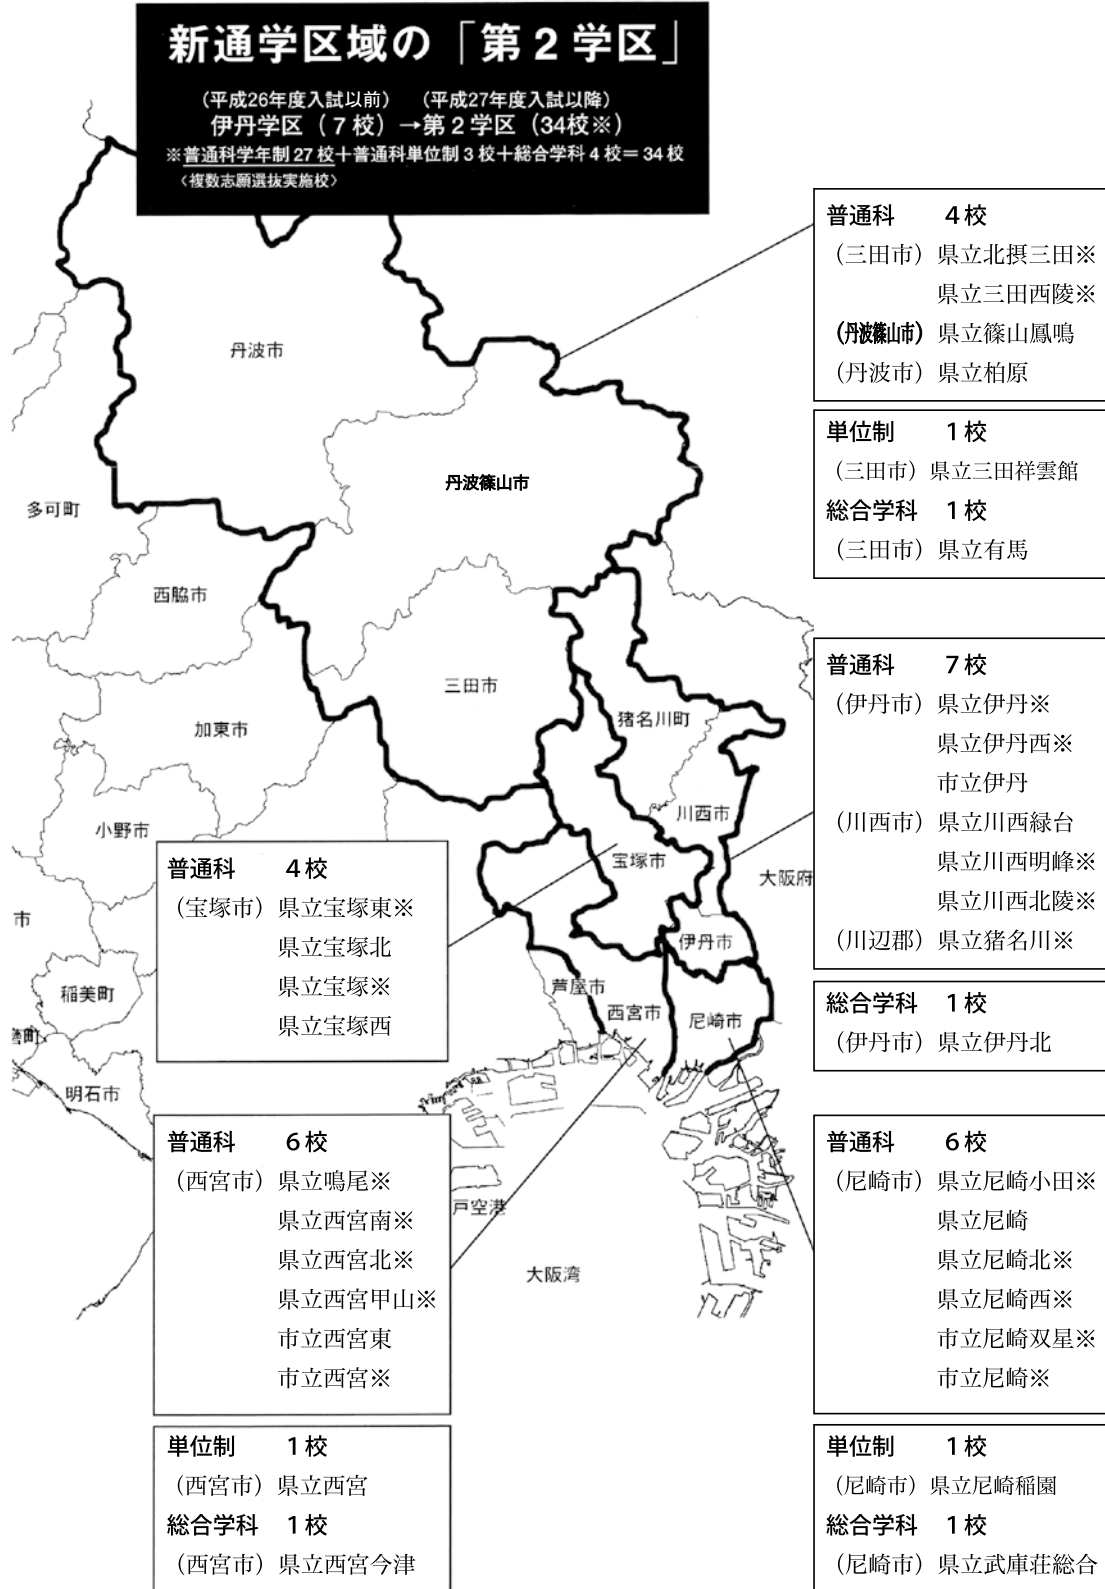 新通学区域の「第2学区」
（平成26年度入試以前）　（平成27年度入試以降）
伊丹学区（7校）→第2学区（34校※）
※普通科学年制27校＋普通科単位制3校＋総合学科4校＝34校
〈複数志願選抜実施校〉
普通科　4校
（三田市）県立北摂三田※
県立三田西陵※
（丹波篠山市）県立篠山鳳鳴
（丹波市）県立柏原
単位制　1校
（三田市）県立三田祥雲館
総合学科　1校
（三田市）県立有馬
丹波市
丹波篠山市
多可町
西脇市
三田市
加東市
猪名川町
小野市
川西市
宝塚市
大阪府
市
伊丹市
稲美町
芦屋市
西宮市
尼崎市
明石市
戸空港
大阪湾
普通科　7校
（伊丹市）県立伊丹※
県立伊丹西※
市立伊丹
（川西市）県立川西緑台
県立川西明峰※
県立川西北陵※
（川辺郡）県立猪名川※
総合学科　1校
（伊丹市）県立伊丹北
普通科　4校
（宝塚市）県立宝塚東※
県立宝塚北
県立宝塚※
県立宝塚西
普通科　6校
（西宮市）県立鳴尾※
県立西宮南※
県立西宮北※
県立西宮甲山※
市立西宮東
市立西宮※
単位制　1校
（西宮市）県立西宮
総合学科　1校
（西宮市）県立西宮今津
普通科　6校
（尼崎市）県立尼崎小田※
県立尼崎
県立尼崎北※
県立尼崎西※
市立尼崎双星※
市立尼崎※
単位制　1校
（尼崎市）県立尼崎稲園
総合学科　1校
（尼崎市）県立武庫荘総合